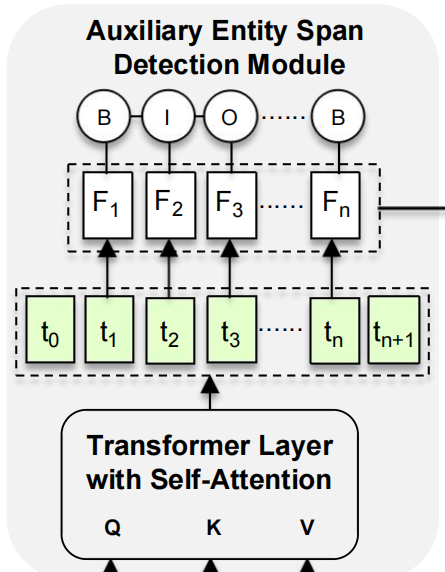 Auxiliary Entity Span
Detection Module
B I O ...... B
F1 F2 F3 ...... Fn
t0 t1 t2 t3 ...... tn tn+1
Transformer Layer
with Self-Attention
Q K V